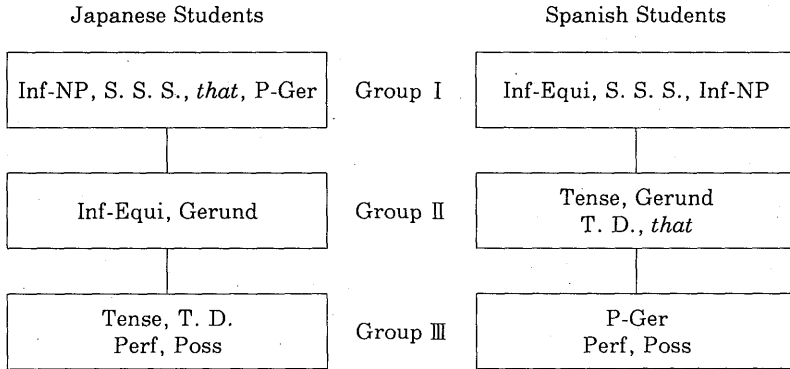 Japanese Students Spanish Students
Inf-NP, S. S. S., that, P-Ger Group Ⅰ Inf-Equi, S. S. S., Inf-NP
Inf-Equi, Gerund Group Ⅱ Tense, Gerund
T. D., that
Tense, T. D.
Perf, Poss Group Ⅲ P-Ger
Perf, Poss